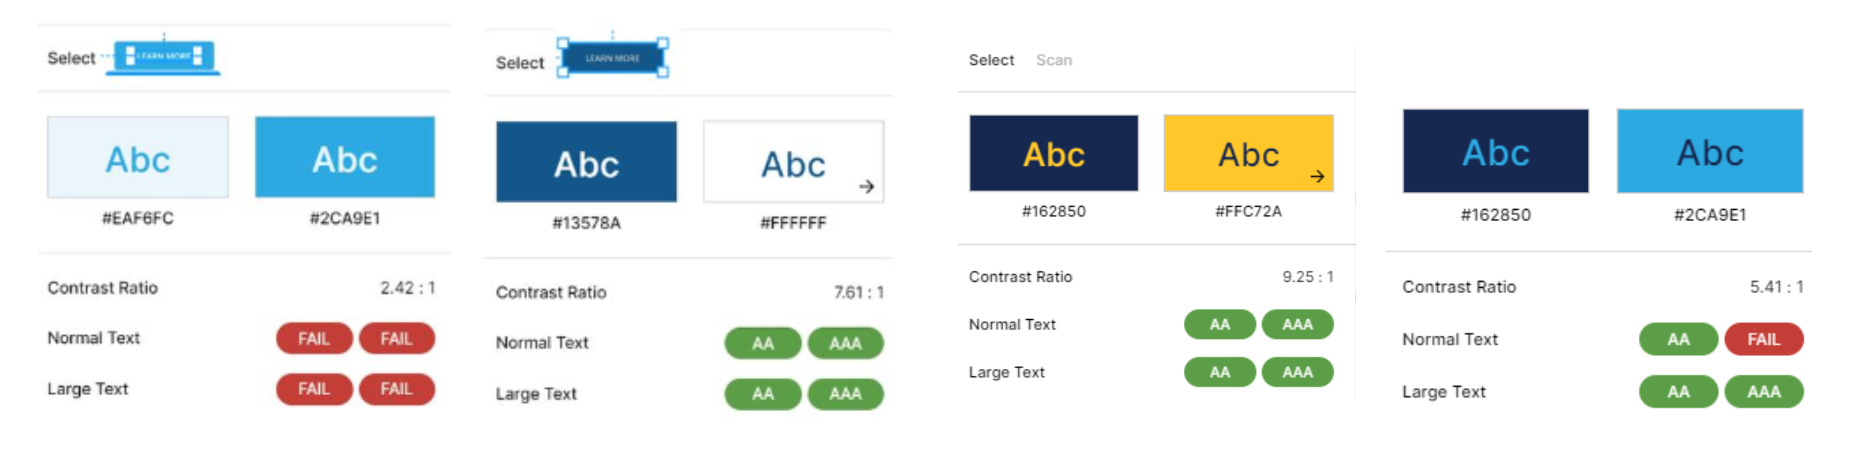 Select LEARN MORE
Abc Abc
#EAF6FC #2CA9E1
Contrast Ratio 2.42 : 1
Normal Text FAIL FAIL
Large Text FAIL FAIL
Select LEARN MORE
Abc Abc →
#13578A #FFFFFF
Contrast Ratio 7.61 : 1
Normal Text AA AAA
Large Text AA AAA
Select Scan
Abc Abc →
#162850 #FFC72A
Contrast Ratio 9.25 : 1
Normal Text AA AAA
Large Text AA AAA
Abc Abc
#162850 #2CA9E1
Contrast Ratio 5.41 : 1
Normal Text AA FAIL
Large Text AA AAA